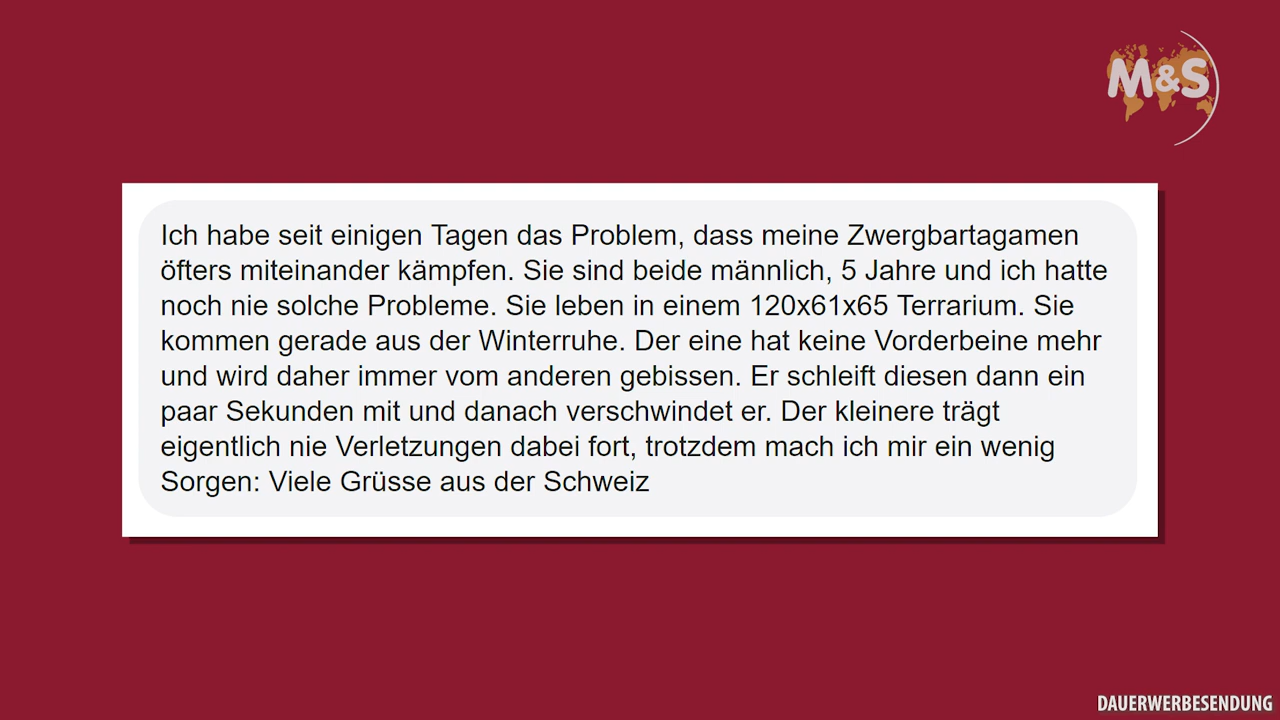 M&S
Ich habe seit einigen Tagen das Problem, dass meine Zwergbartagamen
öfters miteinander kämpfen. Sie sind beide männlich, 5 Jahre und ich hatte
noch nie solche Probleme. Sie leben in einem 120x61x65 Terrarium. Sie
kommen gerade aus der Winterruhe. Der eine hat keine Vorderbeine mehr
und wird daher immer vom anderen gebissen. Er schleift diesen dann ein
paar Sekunden mit und danach verschwindet er. Der kleinere trägt
eigentlich nie Verletzungen dabei fort, trotzdem mach ich mir ein wenig
Sorgen: Viele Grüsse aus der Schweiz
DAUERWERBESENDUNG